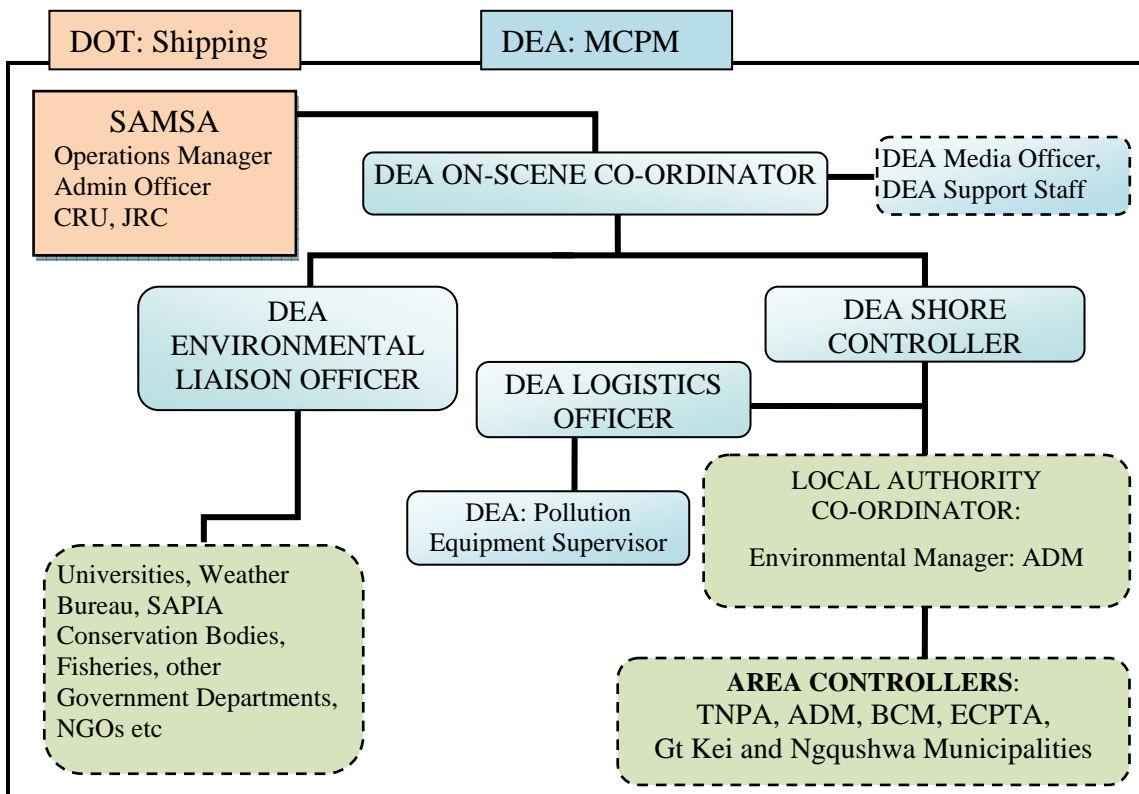 DOT: Shipping
DEA: MCPM
SAMSA
Operations Manager
Admin Officer
CRU, JRC
DEA ON-SCENE CO-ORDINATOR
DEA Media Officer,
DEA Support Staff
DEA
ENVIRONMENTAL
LIAISON OFFICER
DEA SHORE
CONTROLLER
DEA LOGISTICS
OFFICER
DEA: Pollution
Equipment Supervisor
LOCAL AUTHORITY
CO-ORDINATOR:
Environmental Manager: ADM
Universities, Weather
Bureau, SAPIA
Conservation Bodies,
Fisheries, other
Government Departments,
NGOs etc
AREA CONTROLLERS:
TNPA, ADM, BCM, ECPTA,
Gt Kei and Ngqushwa Municipalities